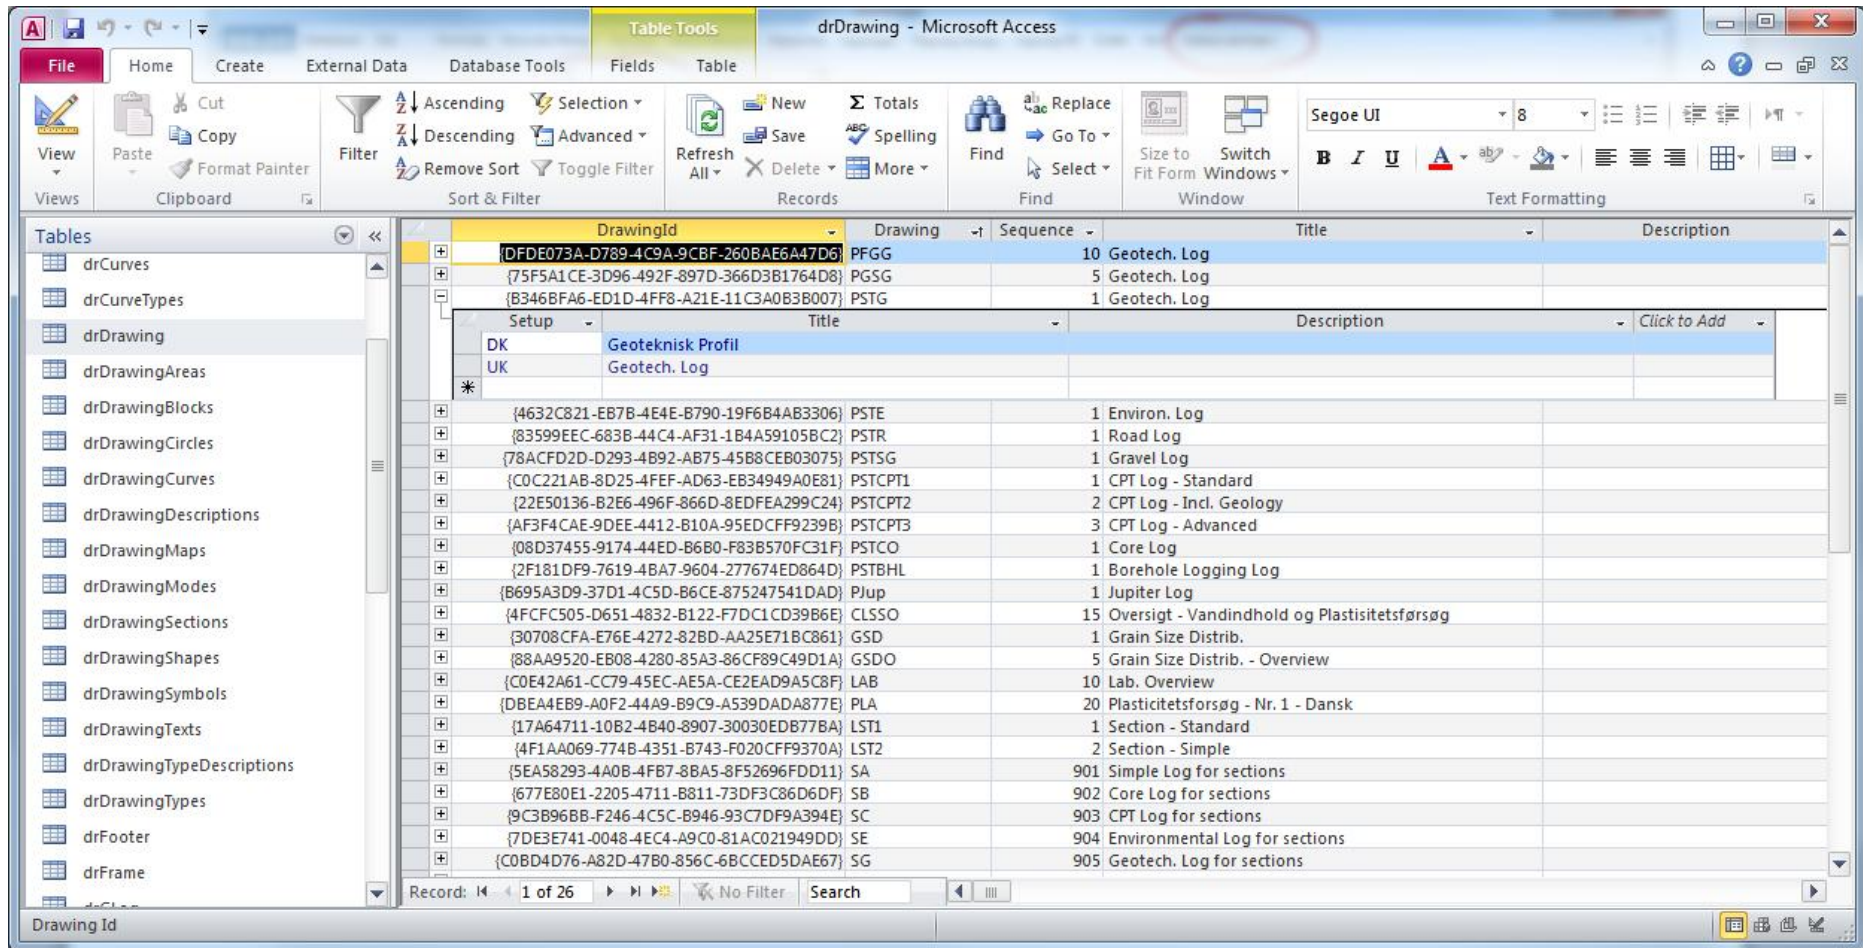 Table Tools
drDrawing - Microsoft Access
File Home Create External Data Database Tools Fields Table
View
Views
Paste
Cut
Copy
Format Painter
Clipboard
Filter
Ascending
Descending
Remove Sort
Selection
Advanced
Toggle Filter
Sort & Filter
Refresh
All
New
Save
Delete
Totals
Spelling
More
Records
Find
Replace
Go To
Select
Find
Size to
Fit Form
Switch
Windows
Window
Segoe UI 8
B I U A
Text Formatting
Tables
drCurves
drCurveTypes
drDrawing
drDrawingAreas
drDrawingBlocks
drDrawingCircles
drDrawingCurves
drDrawingDescriptions
drDrawingMaps
drDrawingModes
drDrawingSections
drDrawingShapes
drDrawingSymbols
drDrawingTexts
drDrawingTypeDescriptions
drDrawingTypes
drFooter
drFrame
DrawingId Drawing Sequence Title Description
{DFDE073A-D789-4C9A-9CBF-260BAE6A47D6} PFGG 10 Geotech. Log
{75F5A1CE-3D96-492F-897D-366D3B1764D8} PGSG 5 Geotech. Log
{B346BFA6-ED1D-4FF8-A21E-11C3A0B3B007} PSTG 1 Geotech. Log
Setup Title Description Click to Add
DK Geoteknisk Profil
UK Geotech. Log
{4632C821-EB7B-4E4E-B790-19F6B4AB3306} PSTE 1 Environ. Log
{83599EEC-683B-44C4-AF31-1B4A59105BC2} PSTR 1 Road Log
{78ACFD2D-D293-4B92-AB75-45B8CEB03075} PSTSG 1 Gravel Log
{C0C221AB-8D25-4FEF-AD63-EB34949A0E81} PSTCPT1 1 CPT Log - Standard
{22E50136-B2E6-496F-866D-8EDFEA299C24} PSTCPT2 2 CPT Log - Incl. Geology
{AF3F4CAE-9DEE-4412-B10A-95EDCFF9239B} PSTCPT3 3 CPT Log - Advanced
{08D37455-9174-44ED-B6B0-F83B570FC31F} PSTCO 1 Core Log
{2F181DF9-7619-4BA7-9604-277674ED864D} PSTBHL 1 Borehole Logging Log
{B695A3D9-37D1-4C5D-B6CE-875247541DAD} PJup 1 Jupiter Log
{4FCFC505-D651-4832-B122-F7DC1CD39B6E} CLSSO 15 Oversigt - Vandindhold og Plastisitetsførsøg
{30708CFA-E76E-4272-82BD-AA25E71BC861} GSD 1 Grain Size Distrib.
{88AA9520-EB08-4280-85A3-86CF89C49D1A} GSDO 5 Grain Size Distrib. - Overview
{C0E42A61-CC79-45EC-AE5A-CE2EAD9A5C8F} LAB 10 Lab. Overview
{DBEA4EB9-A0F2-44A9-B9C9-A539DADA877E} PLA 20 Plasticitetsforsøg - Nr. 1 - Dansk
{17A64711-10B2-4B40-8907-30030EDB77BA} LST1 1 Section - Standard
{4F1AA069-774B-4351-B743-F020CFF9370A} LST2 2 Section - Simple
{5EA58293-4A0B-4FB7-8BA5-8F52696FDD11} SA 901 Simple Log for sections
{677E80E1-2205-4711-B811-73DF3C86D6DF} SB 902 Core Log for sections
{9C3B96BB-F246-4C5C-B946-93C7DF9A394E} SC 903 CPT Log for sections
{7DE3E741-0048-4EC4-A9C0-81AC021949DD} SE 904 Environmental Log for sections
{C0BD4D76-A82D-47B0-856C-6BCCED5DAE67} SG 905 Geotech. Log for sections
Record: 1 of 26 No Filter Search
Drawing Id